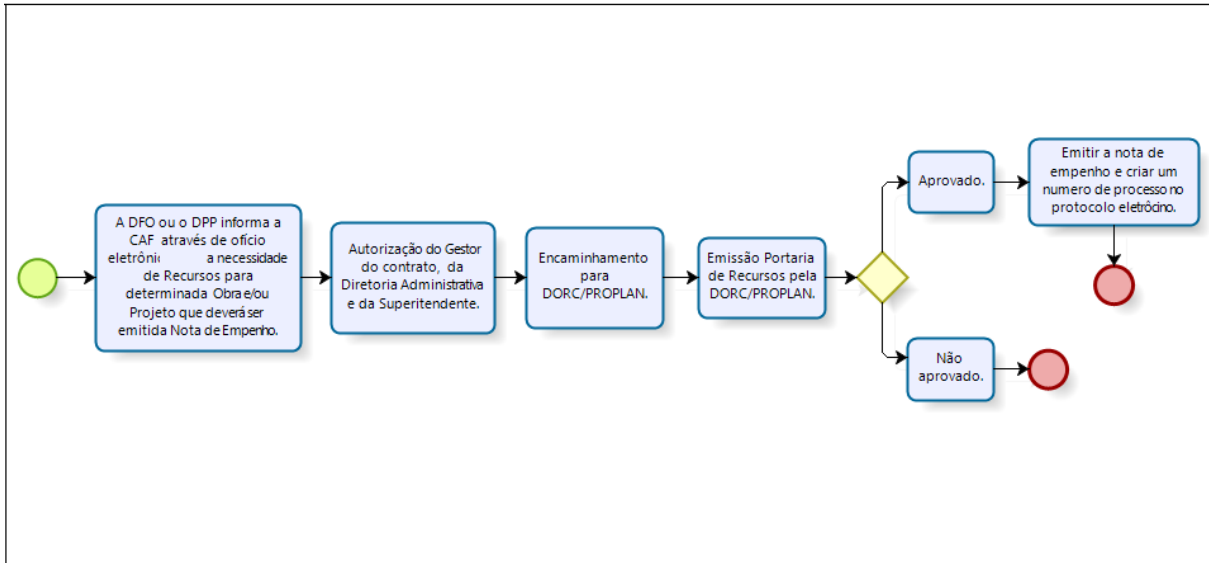 A DFO ou o DPP informa a
CAF através de ofício
eletrôni a necessidade
de Recursos para
determinada Obra e/ou
Projeto que deverá ser
emitida Nota de Empenho.
Autorização do Gestor
do contrato, da
Diretoria Administrativa
e da Superitendente.
Encaminhamento
para
DORC/PROPLAN.
Emissão Portaria
de Recursos pela
DORC/PROPLAN.
Aprovado.
Emitir a nota de
empenho e criar um
numero de processo no
protocolo eletrôcino.
Não
aprovado.